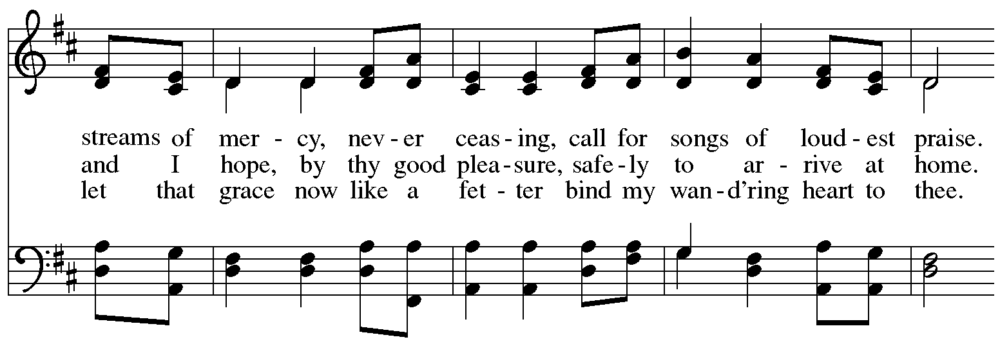 streams of mer - cy, nev - er ceas - ing, call for songs of loud - est praise.
and I hope, by thy good plea - sure, safe - ly to ar - rive at home.
let that grace now like a fet - ter bind my wan - d'ring heart to thee.